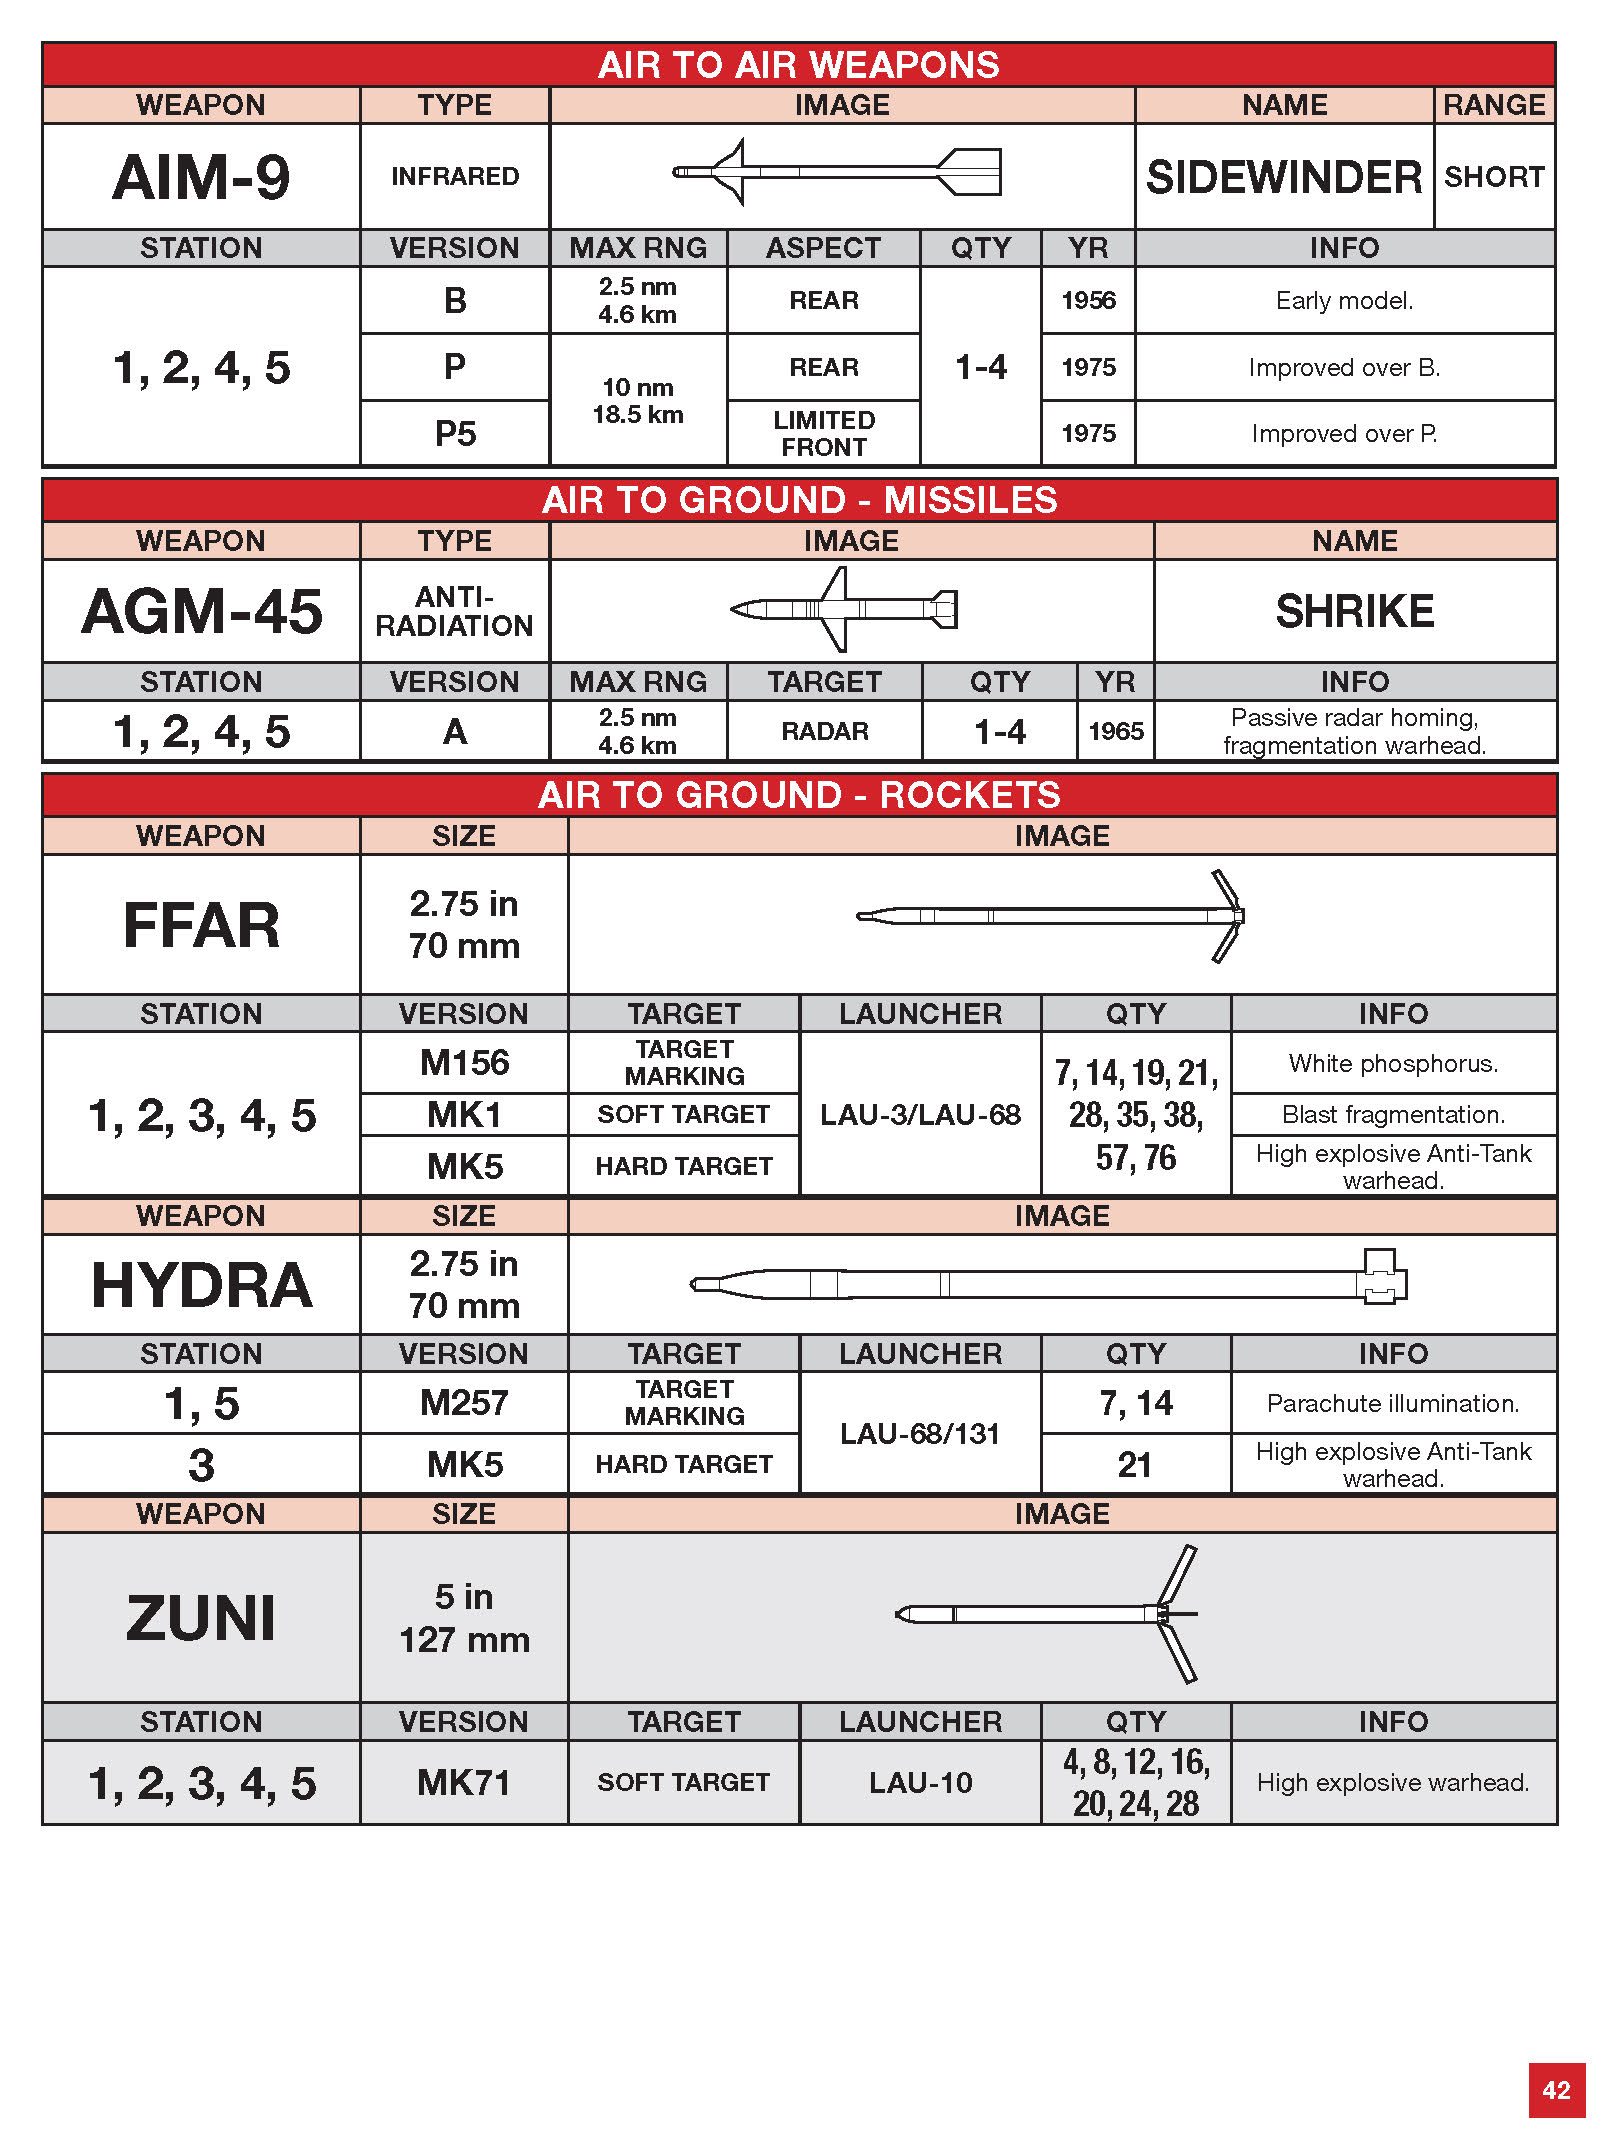 AIR TO AIR WEAPONS
WEAPON TYPE IMAGE NAME RANGE
AIM-9 INFRARED SIDEWINDER SHORT
STATION VERSION MAX RNG ASPECT QTY YR INFO
1, 2, 4, 5
B
2.5 nm
4.6 km
REAR
1-4
1956
Early model.
P
10 nm
18.5 km
REAR
1975
Improved over B.
P5
LIMITED
FRONT
1975
Improved over P.
AIR TO GROUND - MISSILES
WEAPON TYPE IMAGE NAME
AGM-45
ANTI-
RADIATION
SHRIKE
STATION VERSION MAX RNG TARGET QTY YR INFO
1, 2, 4, 5
A
2.5 nm
4.6 km
RADAR
1-4
1965
Passive radar homing,
fragmentation warhead.
AIR TO GROUND - ROCKETS
WEAPON SIZE IMAGE
FFAR
2.75 in
70 mm
STATION VERSION TARGET LAUNCHER QTY INFO
1, 2, 3, 4, 5
M156
TARGET
MARKING
LAU-3/LAU-68
7, 14, 19, 21,
28, 35, 38,
57, 76
White phosphorus.
MK1
SOFT TARGET
Blast fragmentation.
MK5
HARD TARGET
High explosive Anti-Tank
warhead.
WEAPON SIZE IMAGE
HYDRA
2.75 in
70 mm
STATION VERSION TARGET LAUNCHER QTY INFO
1, 5
M257
TARGET
MARKING
LAU-68/131
7, 14
Parachute illumination.
3
MK5
HARD TARGET
21
High explosive Anti-Tank
warhead.
WEAPON SIZE IMAGE
ZUNI
5 in
127 mm
STATION VERSION TARGET LAUNCHER QTY INFO
1, 2, 3, 4, 5
MK71
SOFT TARGET
LAU-10
4, 8, 12, 16,
20, 24, 28
High explosive warhead.
42